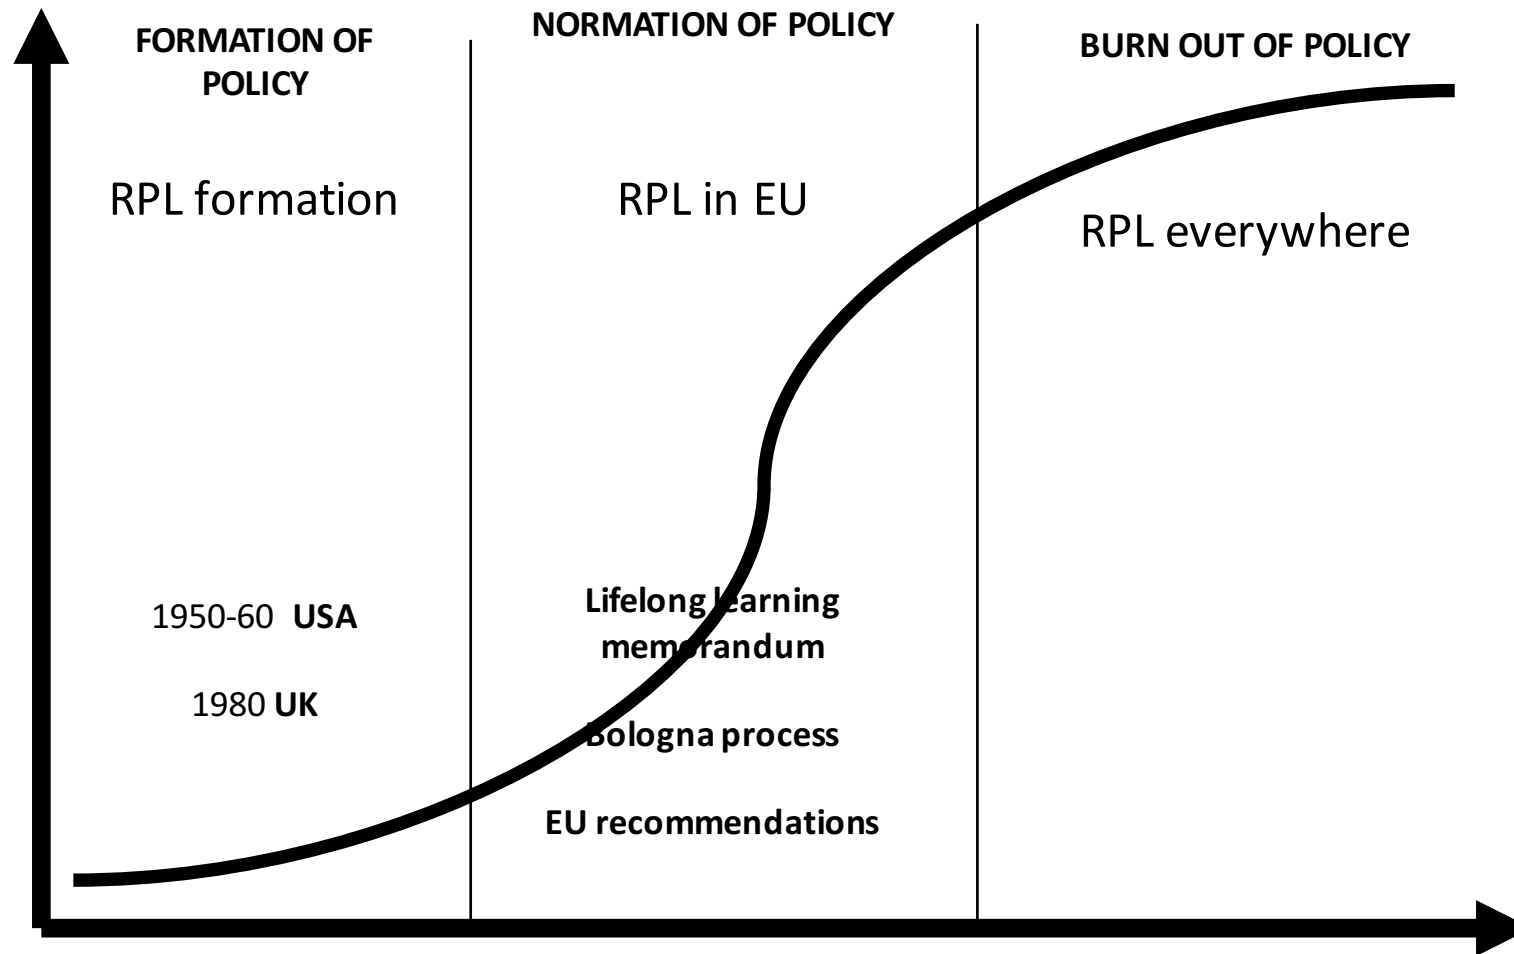 FORMATION OF
POLICY
RPL formation
1950-60 USA
1980 UK
NORMATION OF POLICY
RPL in EU
Lifelong learning
memorandum
Bologna process
EU recommendations
BURN OUT OF POLICY
RPL everywhere